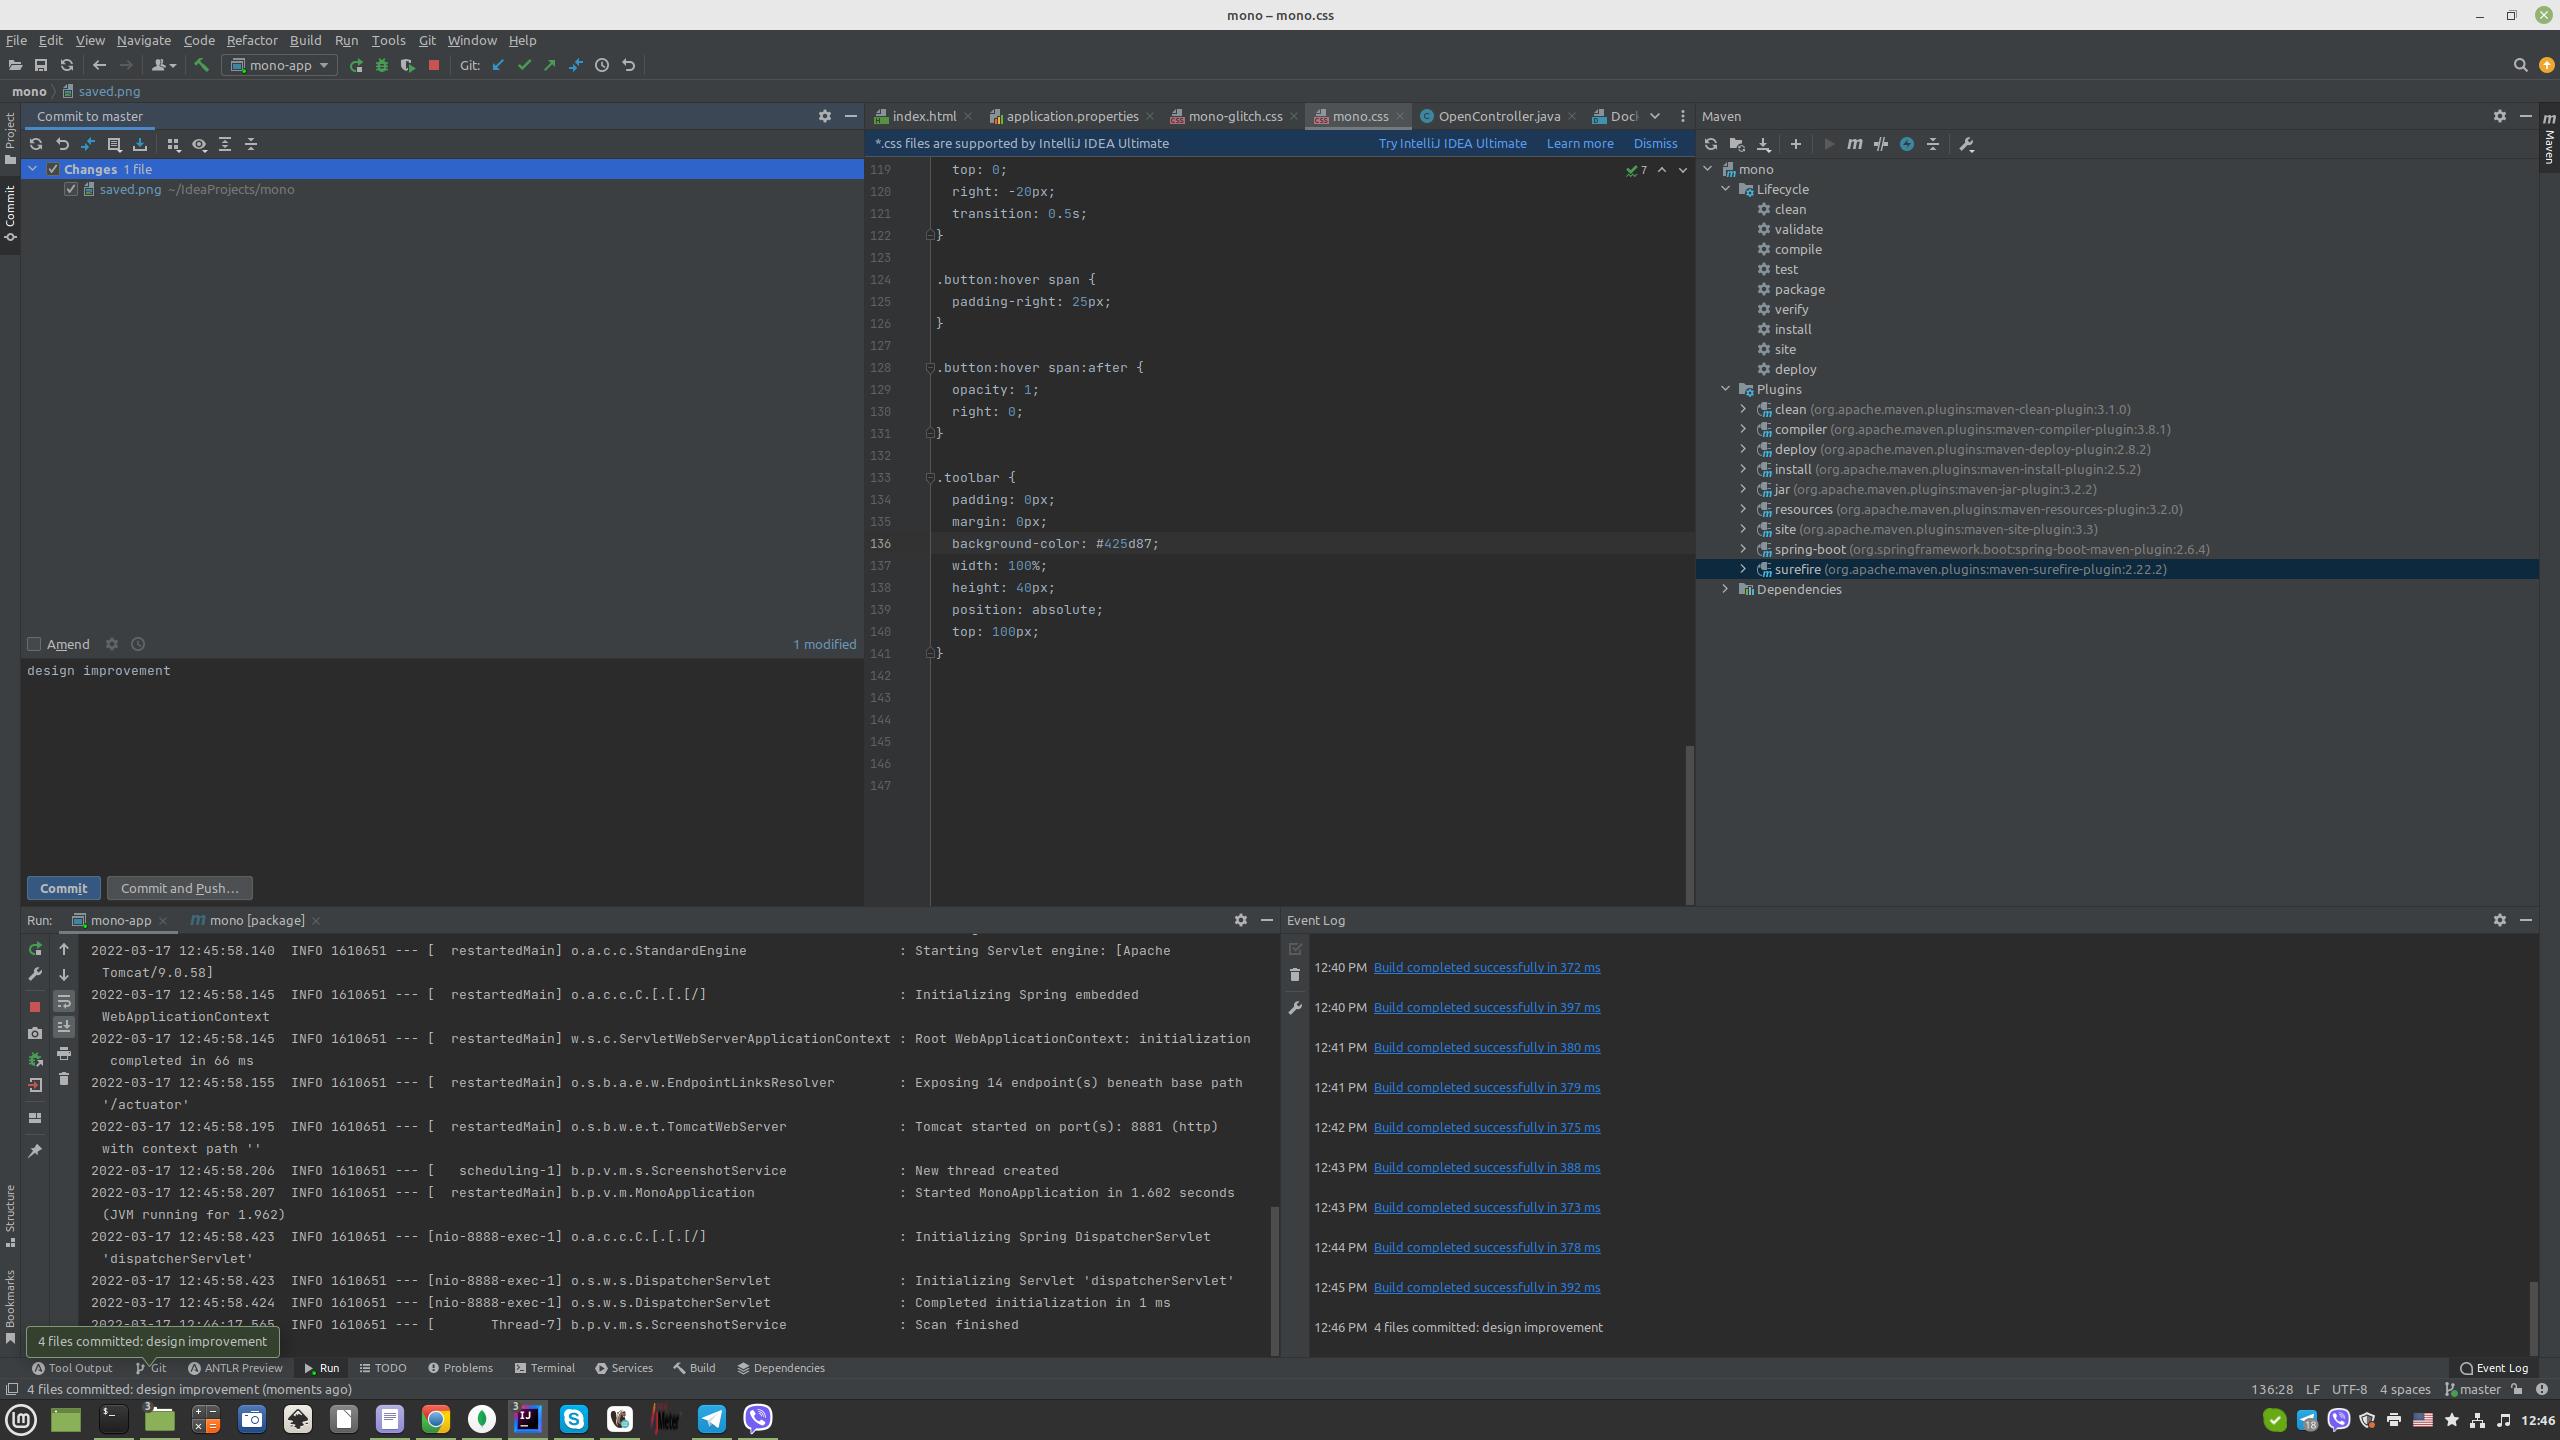 mono – mono.css
File Edit View Navigate Code Refactor Build Run Tools Git Window Help
mono-app Git:
mono saved.png
Project
Commit
Commit to master
Changes 1 file
saved.png ~/IdeaProjects/mono
Amend 1 modified
design improvement
Commit Commit and Push...
index.html application.properties mono-glitch.css mono.css OpenController.java Doc
*.css files are supported by IntelliJ IDEA Ultimate Try IntelliJ IDEA Ultimate Learn more Dismiss
7
119 top: 0;
120 right: -20px;
121 transition: 0.5s;
122 }
123
124 .button:hover span {
125 padding-right: 25px;
126 }
127
128 .button:hover span:after {
129 opacity: 1;
130 right: 0;
131 }
132
133 .toolbar {
134 padding: 0px;
135 margin: 0px;
136 background-color: #425d87;
137 width: 100%;
138 height: 40px;
139 position: absolute;
140 top: 100px;
141 }
142
143
144
145
146
147
Maven
Maven
mono
Lifecycle
clean
validate
compile
test
package
verify
install
site
deploy
Plugins
clean (org.apache.maven.plugins:maven-clean-plugin:3.1.0)
compiler (org.apache.maven.plugins:maven-compiler-plugin:3.8.1)
deploy (org.apache.maven.plugins:maven-deploy-plugin:2.8.2)
install (org.apache.maven.plugins:maven-install-plugin:2.5.2)
jar (org.apache.maven.plugins:maven-jar-plugin:3.2.2)
resources (org.apache.maven.plugins:maven-resources-plugin:3.2.0)
site (org.apache.maven.plugins:maven-site-plugin:3.3)
spring-boot (org.springframework.boot:spring-boot-maven-plugin:2.6.4)
surefire (org.apache.maven.plugins:maven-surefire-plugin:2.22.2)
Dependencies
Run: mono-app mono [package]
2022-03-17 12:45:58.140 INFO 1610651 --- [ restartedMain] o.a.c.c.StandardEngine : Starting Servlet engine: [Apache
Tomcat/9.0.58]
2022-03-17 12:45:58.145 INFO 1610651 --- [ restartedMain] o.a.c.c.C.[.[.[/] : Initializing Spring embedded
WebApplicationContext
2022-03-17 12:45:58.145 INFO 1610651 --- [ restartedMain] w.s.c.ServletWebServerApplicationContext : Root WebApplicationContext: initialization
completed in 66 ms
2022-03-17 12:45:58.155 INFO 1610651 --- [ restartedMain] o.s.b.a.e.w.EndpointLinksResolver : Exposing 14 endpoint(s) beneath base path
'/actuator'
2022-03-17 12:45:58.195 INFO 1610651 --- [ restartedMain] o.s.b.w.e.t.TomcatWebServer : Tomcat started on port(s): 8881 (http)
with context path ''
2022-03-17 12:45:58.206 INFO 1610651 --- [ scheduling-1] b.p.v.m.s.ScreenshotService : New thread created
2022-03-17 12:45:58.207 INFO 1610651 --- [ restartedMain] b.p.v.m.MonoApplication : Started MonoApplication in 1.602 seconds
(JVM running for 1.962)
2022-03-17 12:45:58.423 INFO 1610651 --- [nio-8888-exec-1] o.a.c.c.C.[.[.[/] : Initializing Spring DispatcherServlet
'dispatcherServlet'
2022-03-17 12:45:58.423 INFO 1610651 --- [nio-8888-exec-1] o.s.w.s.DispatcherServlet : Initializing Servlet 'dispatcherServlet'
2022-03-17 12:45:58.424 INFO 1610651 --- [nio-8888-exec-1] o.s.w.s.DispatcherServlet : Completed initialization in 1 ms
2022-03-17 12:46:17.565 INFO 1610651 --- [ Thread-7] b.p.v.m.s.ScreenshotService : Scan finished
4 files committed: design improvement
Structure
Bookmarks
Event Log
12:40 PM Build completed successfully in 372 ms
12:40 PM Build completed successfully in 397 ms
12:41 PM Build completed successfully in 380 ms
12:41 PM Build completed successfully in 379 ms
12:42 PM Build completed successfully in 375 ms
12:43 PM Build completed successfully in 388 ms
12:43 PM Build completed successfully in 373 ms
12:44 PM Build completed successfully in 378 ms
12:45 PM Build completed successfully in 392 ms
12:46 PM 4 files committed: design improvement
Tool Output Git ANTLR Preview Run TODO Problems Terminal Services Build Dependencies Event Log
4 files committed: design improvement (moments ago) 136:28 LF UTF-8 4 spaces master
3 3 IJ Meter 18 12:46